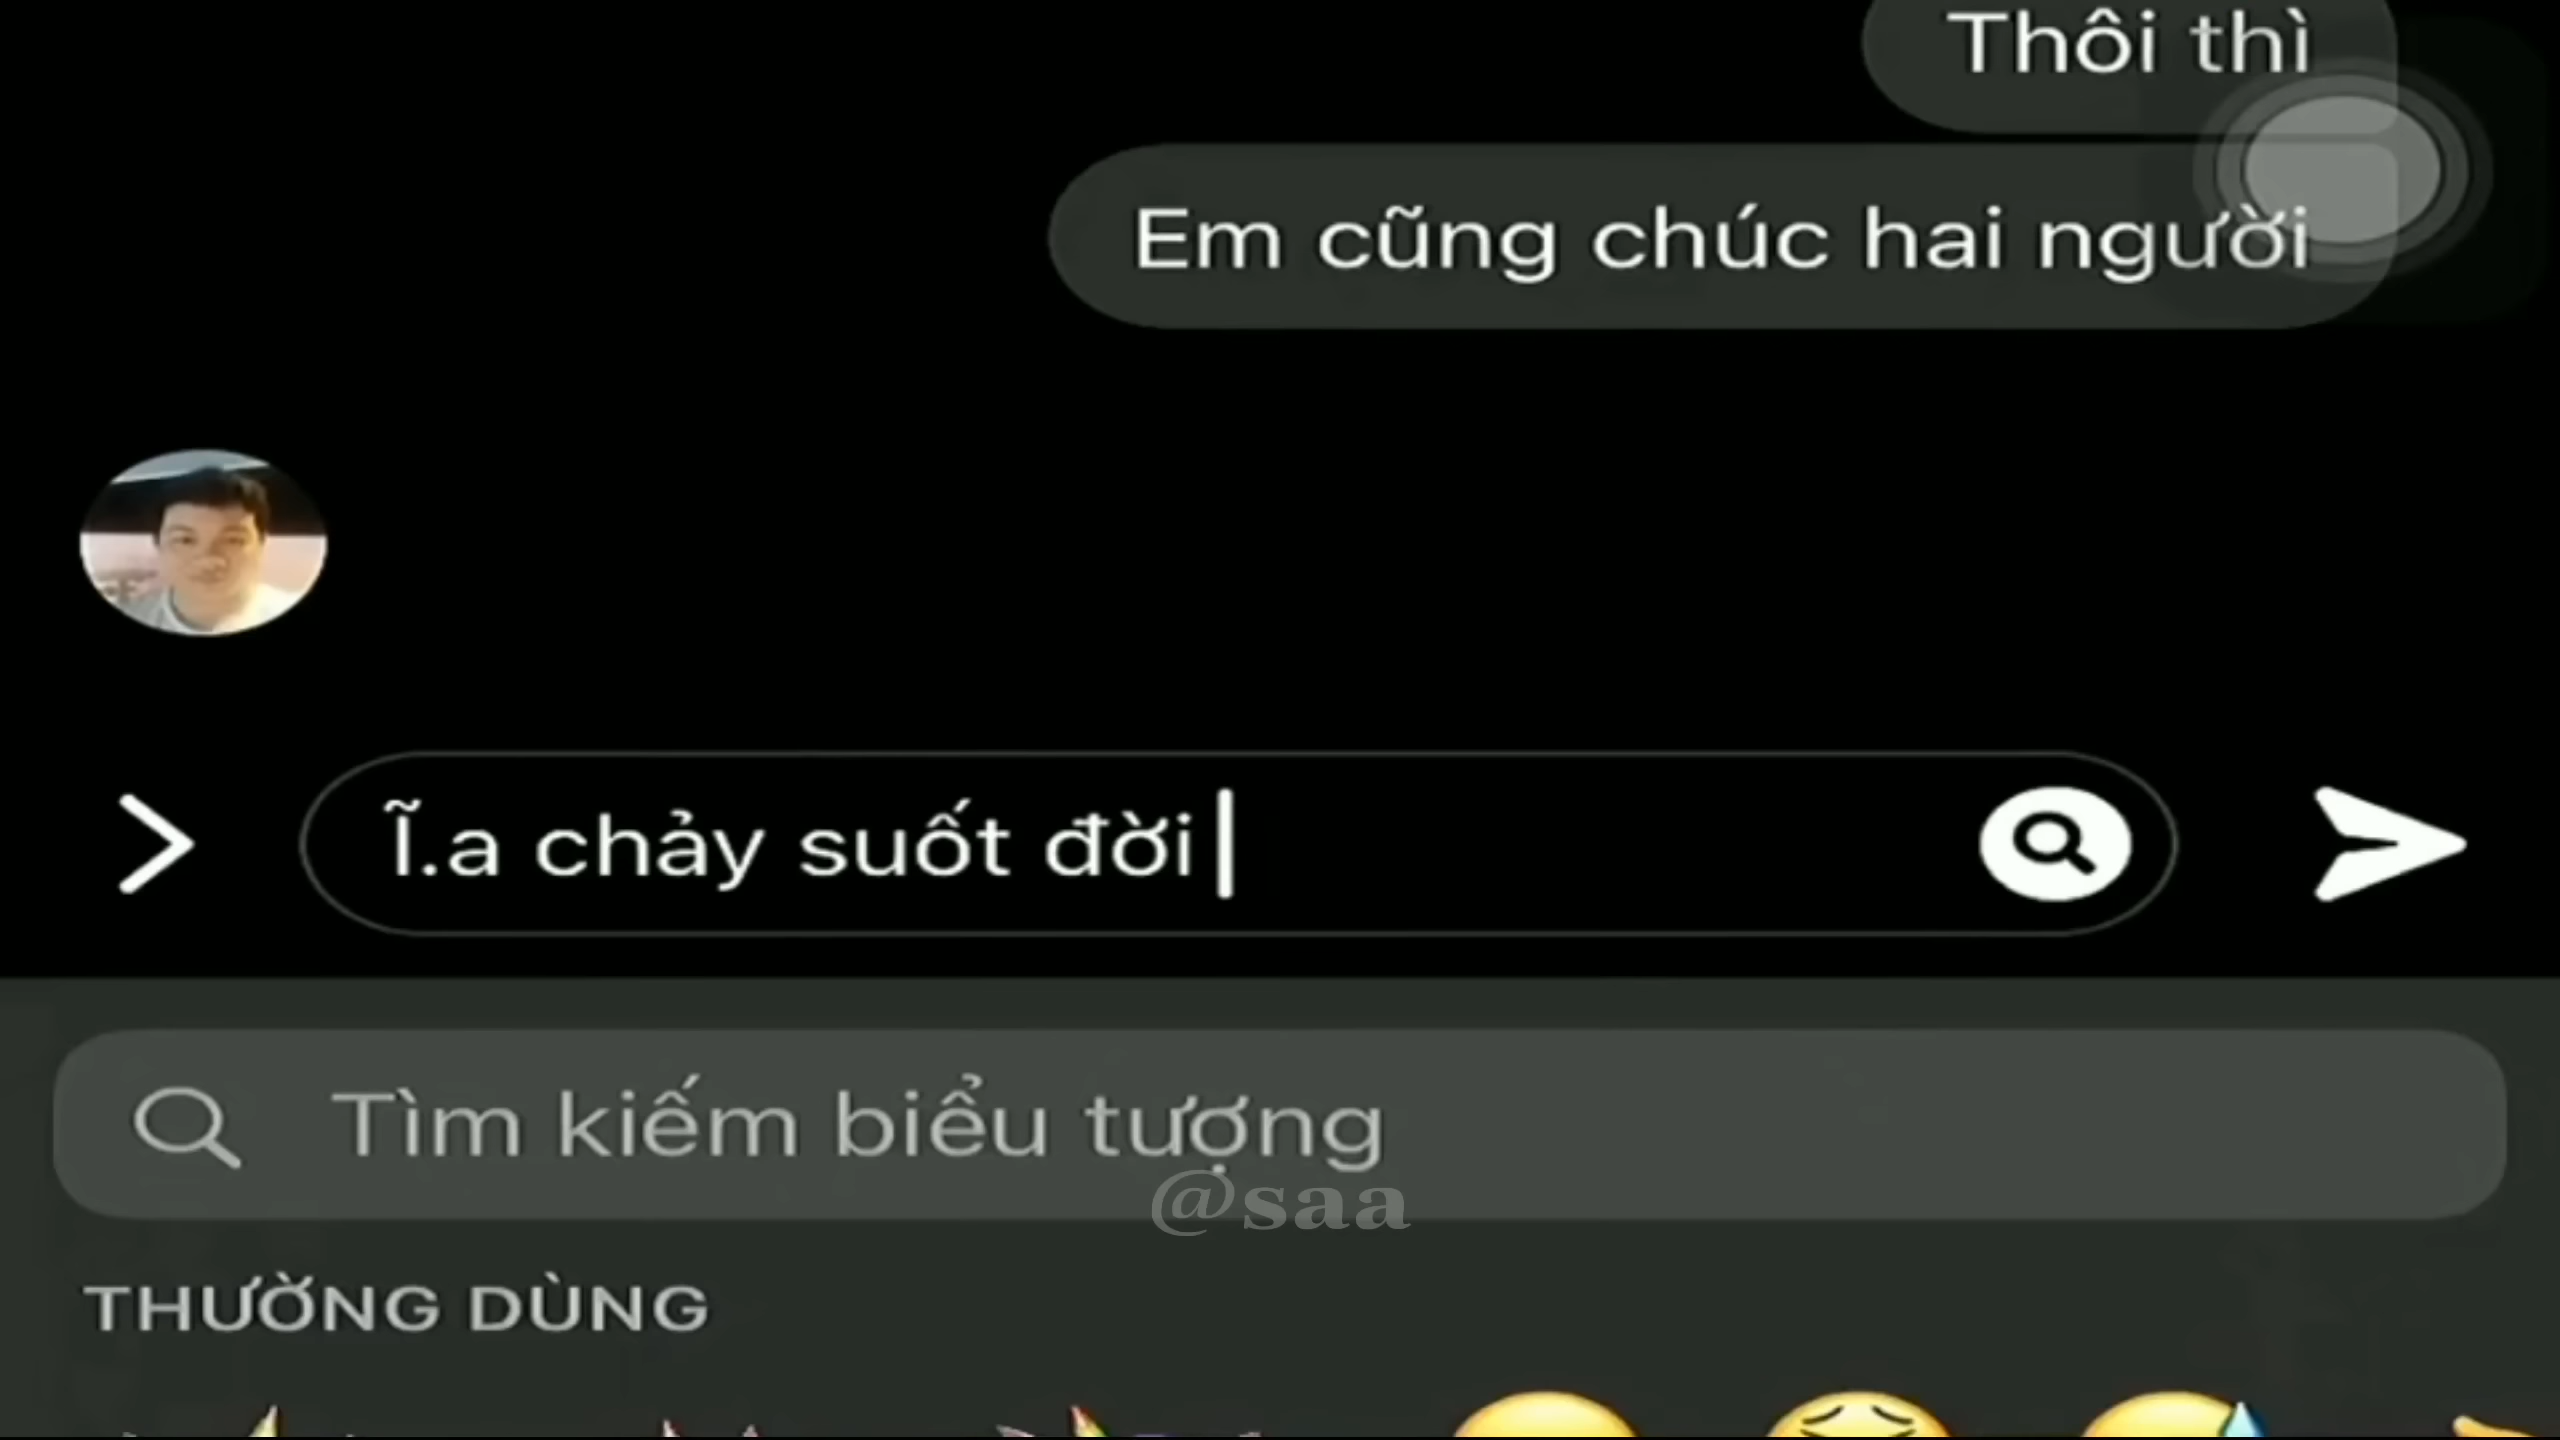 Thôi thì
Em cũng chúc hai người
Ĩ.a chảy suốt đời
Tìm kiếm biểu tượng
@saa
THƯỜNG DÙNG